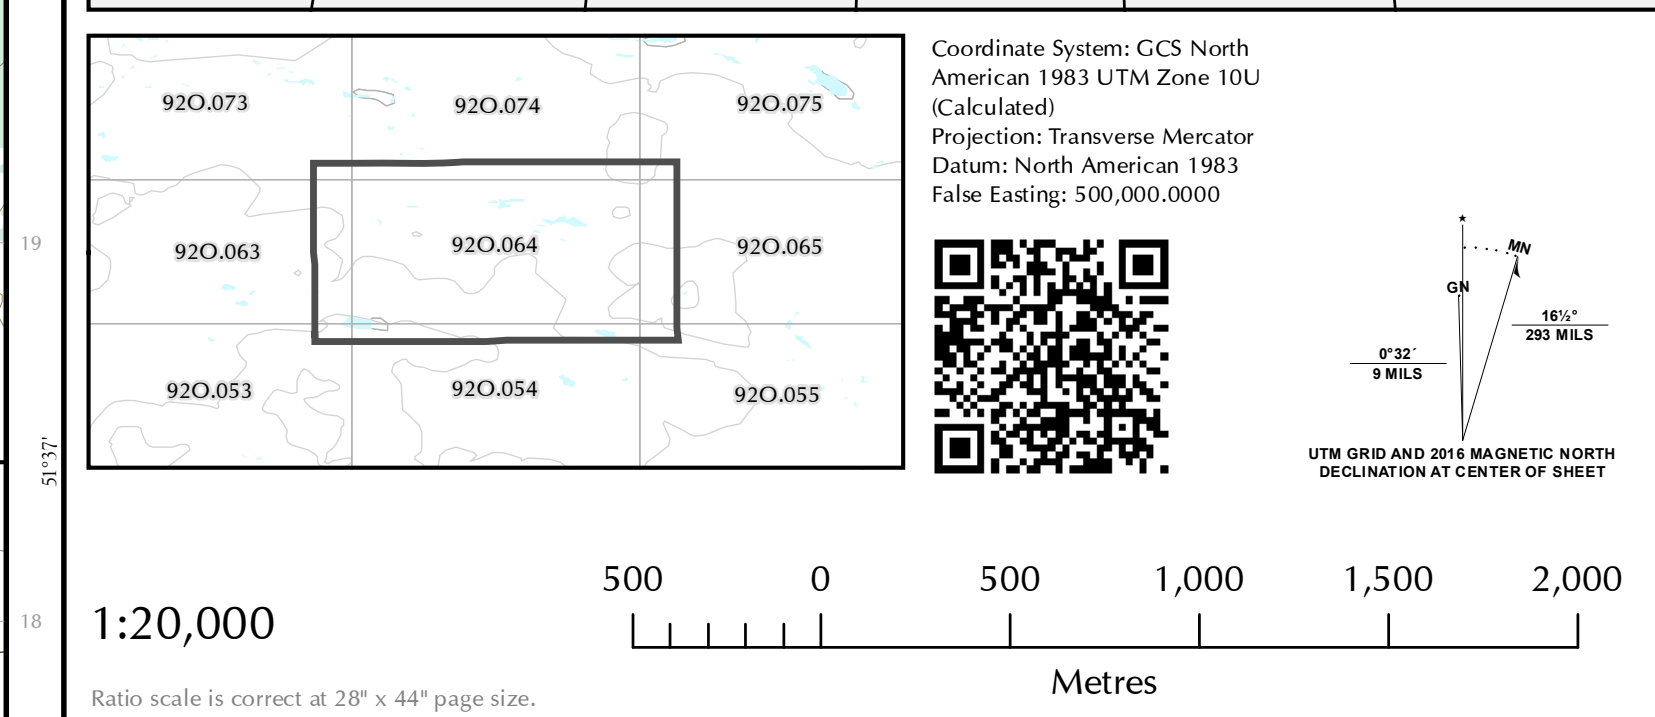 92O.073
92O.074
92O.075
92O.063
92O.064
92O.065
92O.053
92O.054
92O.055
Coordinate System: GCS North
American 1983 UTM Zone 10U
(Calculated)
Projection: Transverse Mercator
Datum: North American 1983
False Easting: 500,000.0000
MN
GN
16½°
293 MILS
0°32´
9 MILS
UTM GRID AND 2016 MAGNETIC NORTH
DECLINATION AT CENTER OF SHEET
19
51°37'
18
1:20,000
500 0 500 1,000 1,500 2,000
Metres
Ratio scale is correct at 28" x 44" page size.